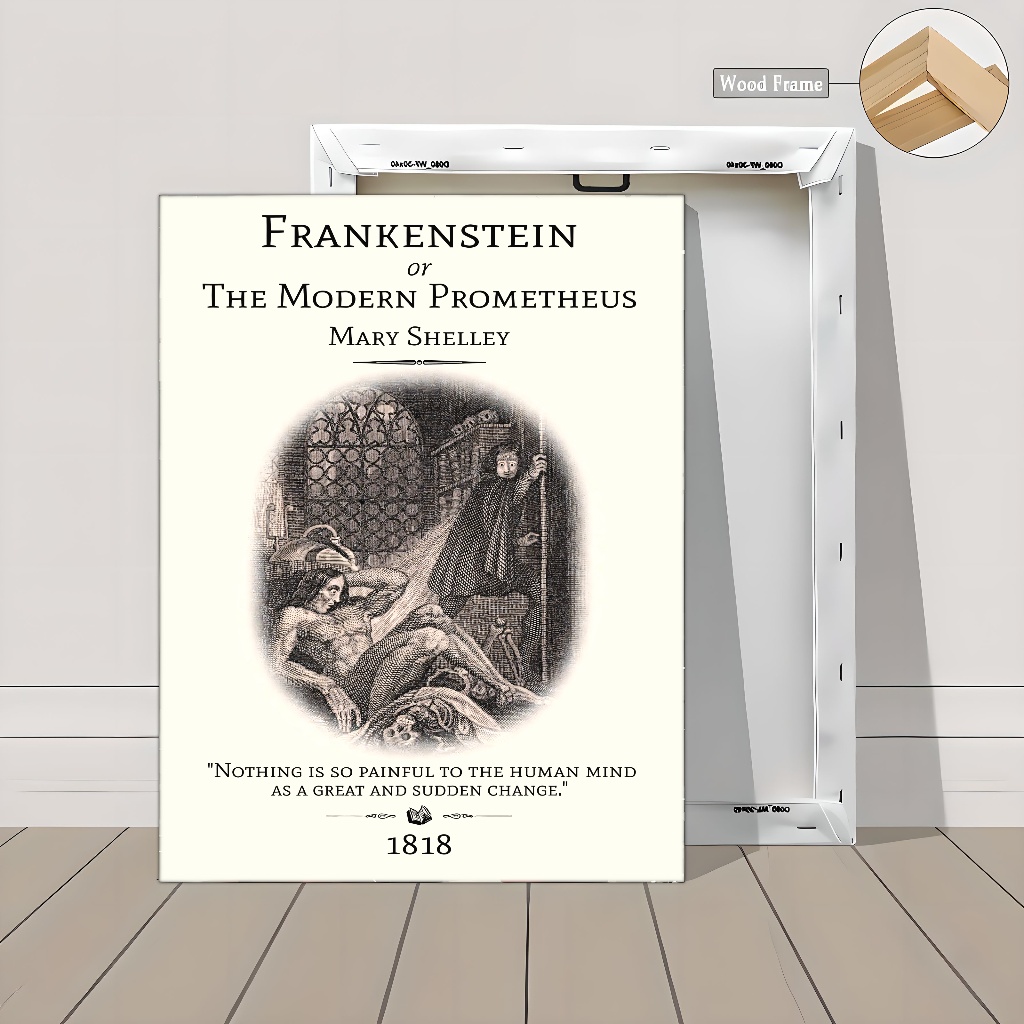 Wood Frame
FRANKENSTEIN
or
THE MODERN PROMETHEUS
MARY SHELLEY
"NOTHING IS SO PAINFUL TO THE HUMAN MIND
AS A GREAT AND SUDDEN CHANGE."
1818